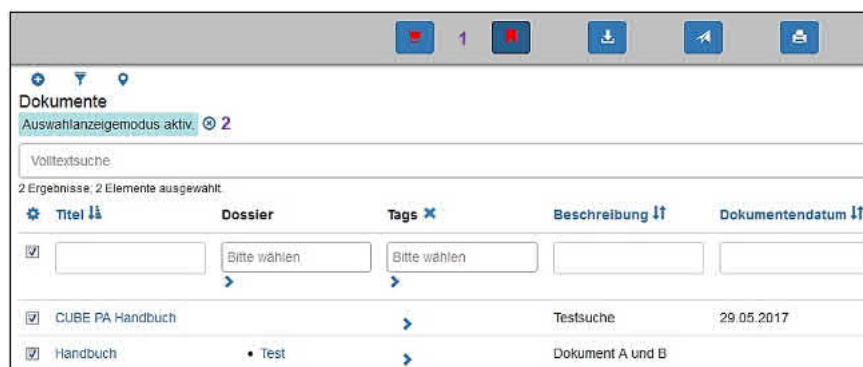 1
Dokumente
Auswahlanzeigemodus aktiv. 2
Volltextsuche
2 Ergebnisse; 2 Elemente ausgewählt.
Titel Dossier Tags Beschreibung Dokumentendatum
Bitte wählen Bitte wählen
CUBE PA Handbuch Testsuche 29.05.2017
Handbuch • Test Dokument A und B